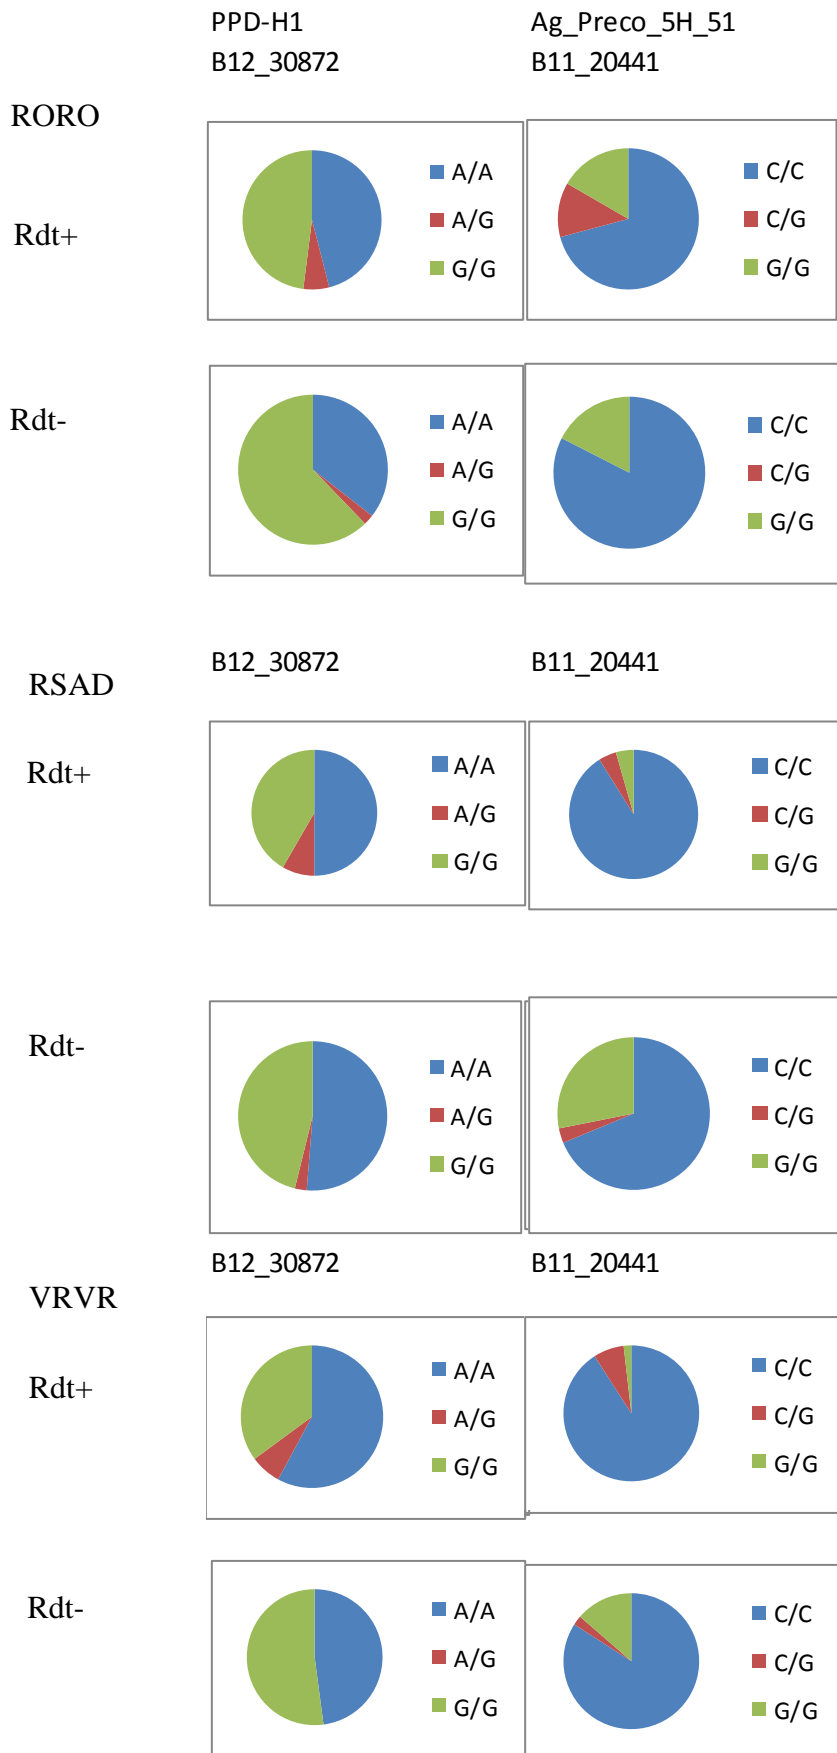 PPD-H1 Ag_Preco_5H_51
B12_30872 B11_20441
RORO
Rdt+
A/A
A/G
G/G
C/C
C/G
G/G
Rdt-
A/A
A/G
G/G
C/C
C/G
G/G
B12_30872 B11_20441
RSAD
Rdt+
A/A
A/G
G/G
C/C
C/G
G/G
Rdt-
A/A
A/G
G/G
C/C
C/G
G/G
B12_30872 B11_20441
VRVR
Rdt+
A/A
A/G
G/G
C/C
C/G
G/G
Rdt-
A/A
A/G
G/G
C/C
C/G
G/G